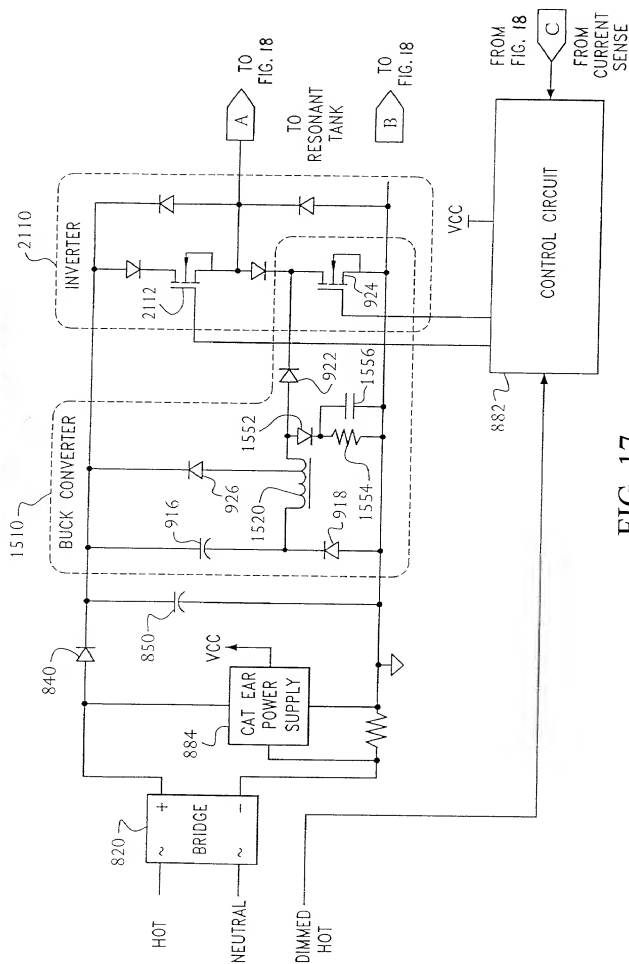 1510
BUCK CONVERTER
2110
INVERTER
820
HOT
NEUTRAL
DIMMED
HOT
~ +
BRIDGE
~ −
840
850
884
CAT EAR
POWER
SUPPLY
VCC
916
926
1520
918
1552
1554
1556
922
2112
924
A
TO
FIG. 18
TO
RESONANT
TANK
B
TO
FIG. 18
VCC
882
CONTROL CIRCUIT
FROM
FIG. 18
C
FROM
CURRENT
SENSE
FIG. 17